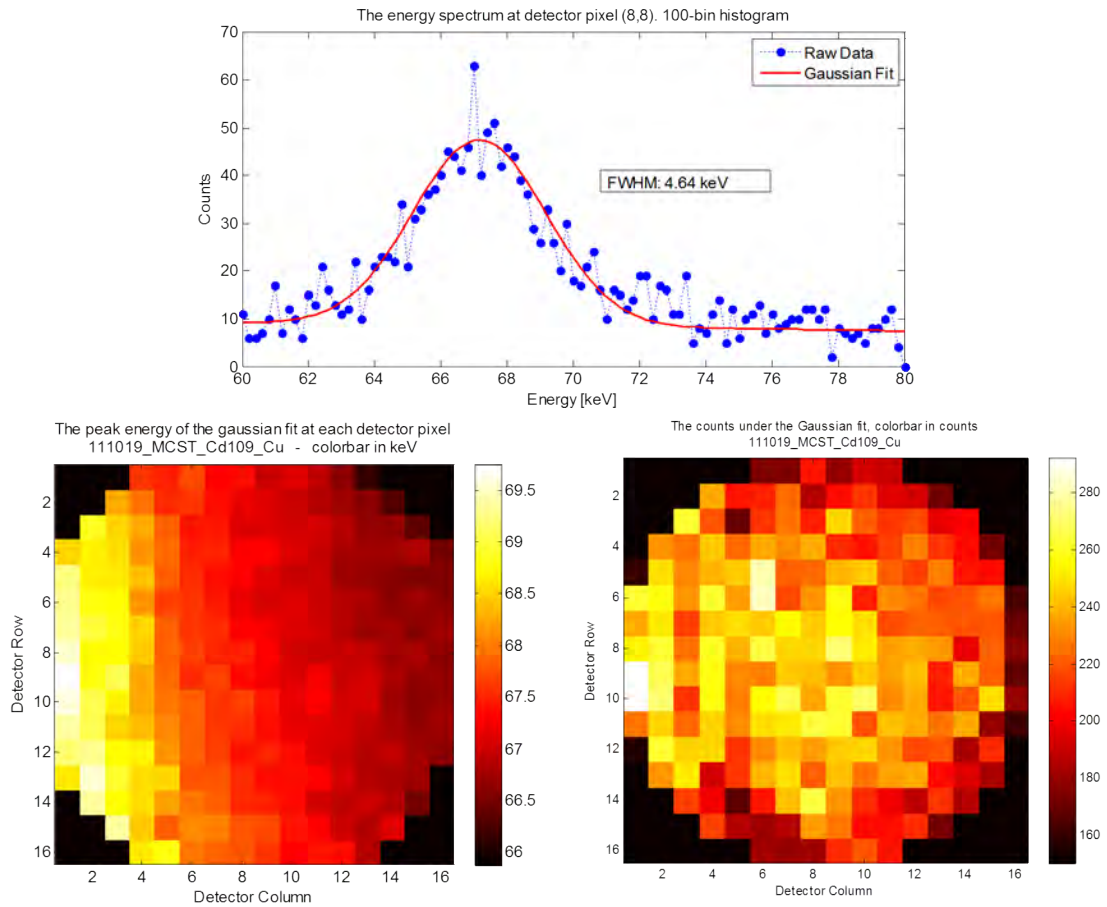 The energy spectrum at detector pixel (8,8). 100-bin histogram
70
60
50
40
30
20
10
0
Counts
Raw Data
Gaussian Fit
FWHM: 4.64 keV
60 62 64 66 68 70 72 74 76 78 80
Energy [keV]
The peak energy of the gaussian fit at each detector pixel
111019_MCST_Cd109_Cu - colorbar in keV
2
4
6
8
10
12
14
16
Detector Row
2 4 6 8 10 12 14 16
Detector Column
69.5
69
68.5
68
67.5
67
66.5
66
The counts under the Gaussian fit, colorbar in counts
111019_MCST_Cd109_Cu
2
4
6
8
10
12
14
16
Detector Row
2 4 6 8 10 12 14 16
Detector Column
280
260
240
220
200
180
160